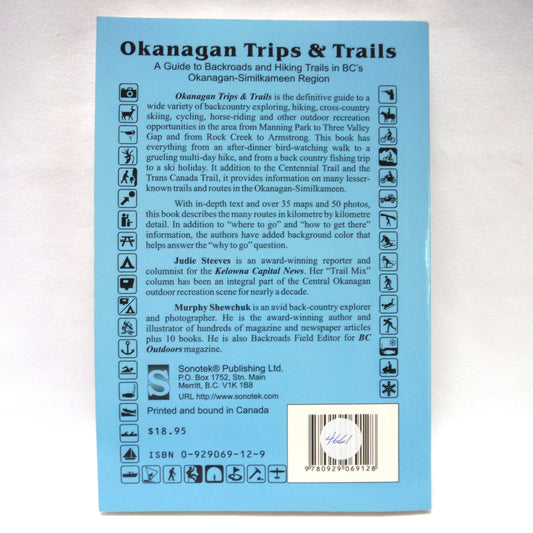 Okanagan Trips & Trails
A Guide to Backroads and Hiking Trails in BC's
Okanagan-Similkameen Region
Okanagan Trips & Trails is the definitive guide to a
wide variety of backcountry exploring, hiking, cross-country
skiing, cycling, horse-riding and other outdoor recreation
opportunities in the area from Manning Park to Three Valley
Gap and from Rock Creek to Armstrong. This book has
everything from an after-dinner bird-watching walk to a
grueling multi-day hike, and from a back country fishing trip
to a ski holiday. It addition to the Centennial Trail and the
Trans Canada Trail, it provides information on many lesser-
known trails and routes in the Okanagan-Similkameen.
With in-depth text and over 35 maps and 50 photos,
this book describes the many routes in kilometre by kilometre
detail. In addition to "where to go" and "how to get there"
information, the authors have added background color that
helps answer the "why to go" question.
Judie Steeves is an award-winning reporter and
columnist for the Kelowna Capital News. Her "Trail Mix"
column has been an integral part of the Central Okanagan
outdoor recreation scene for nearly a decade.
Murphy Shewchuk is an avid back-country explorer
and photographer. He is the award-winning author and
illustrator of hundreds of magazine and newspaper articles
plus 10 books. He is also Backroads Field Editor for BC
Outdoors magazine.
Sonotek® Publishing Ltd.
P.O. Box 1752, Stn. Main
Merritt, B.C. V1K 1B8
URL http://www.sonotek.com
Printed and bound in Canada
$18.95
ISBN 0-929069-12-9
4661
9780929069128